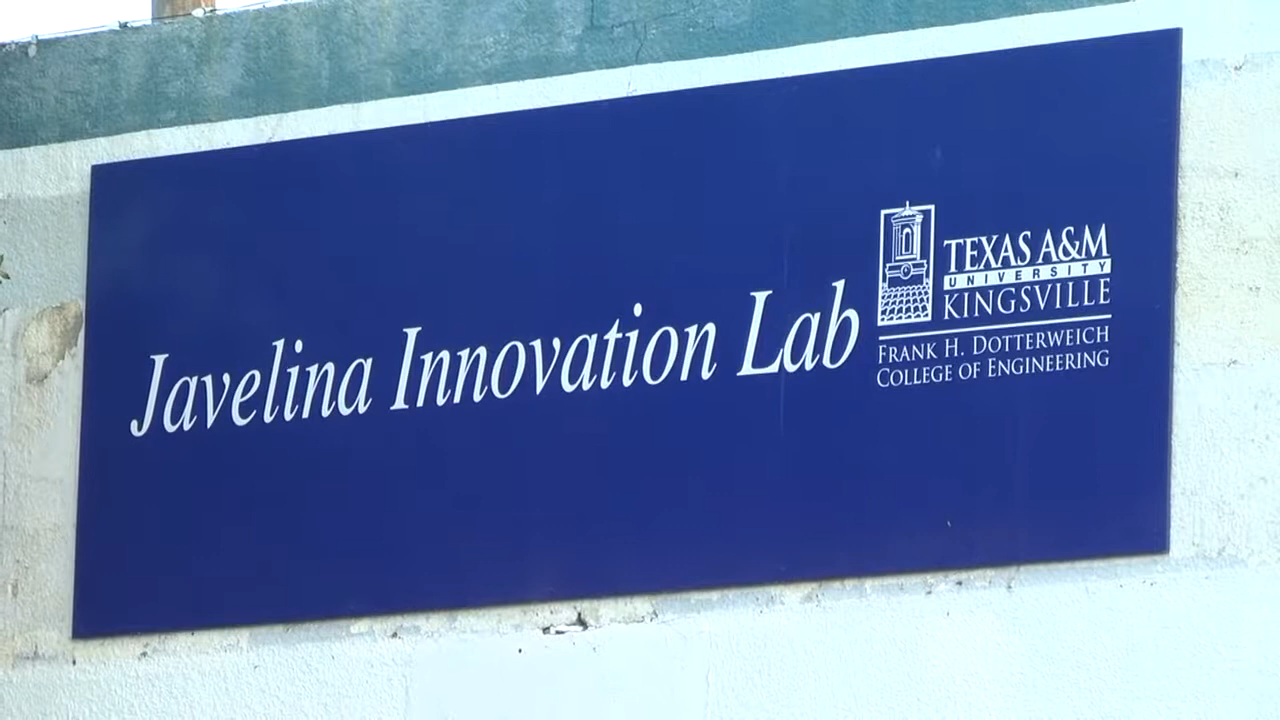 Javelina Innovation Lab
TEXAS A&M
UNIVERSITY
KINGSVILLE
FRANK H. DOTTERWEICH
COLLEGE OF ENGINEERING